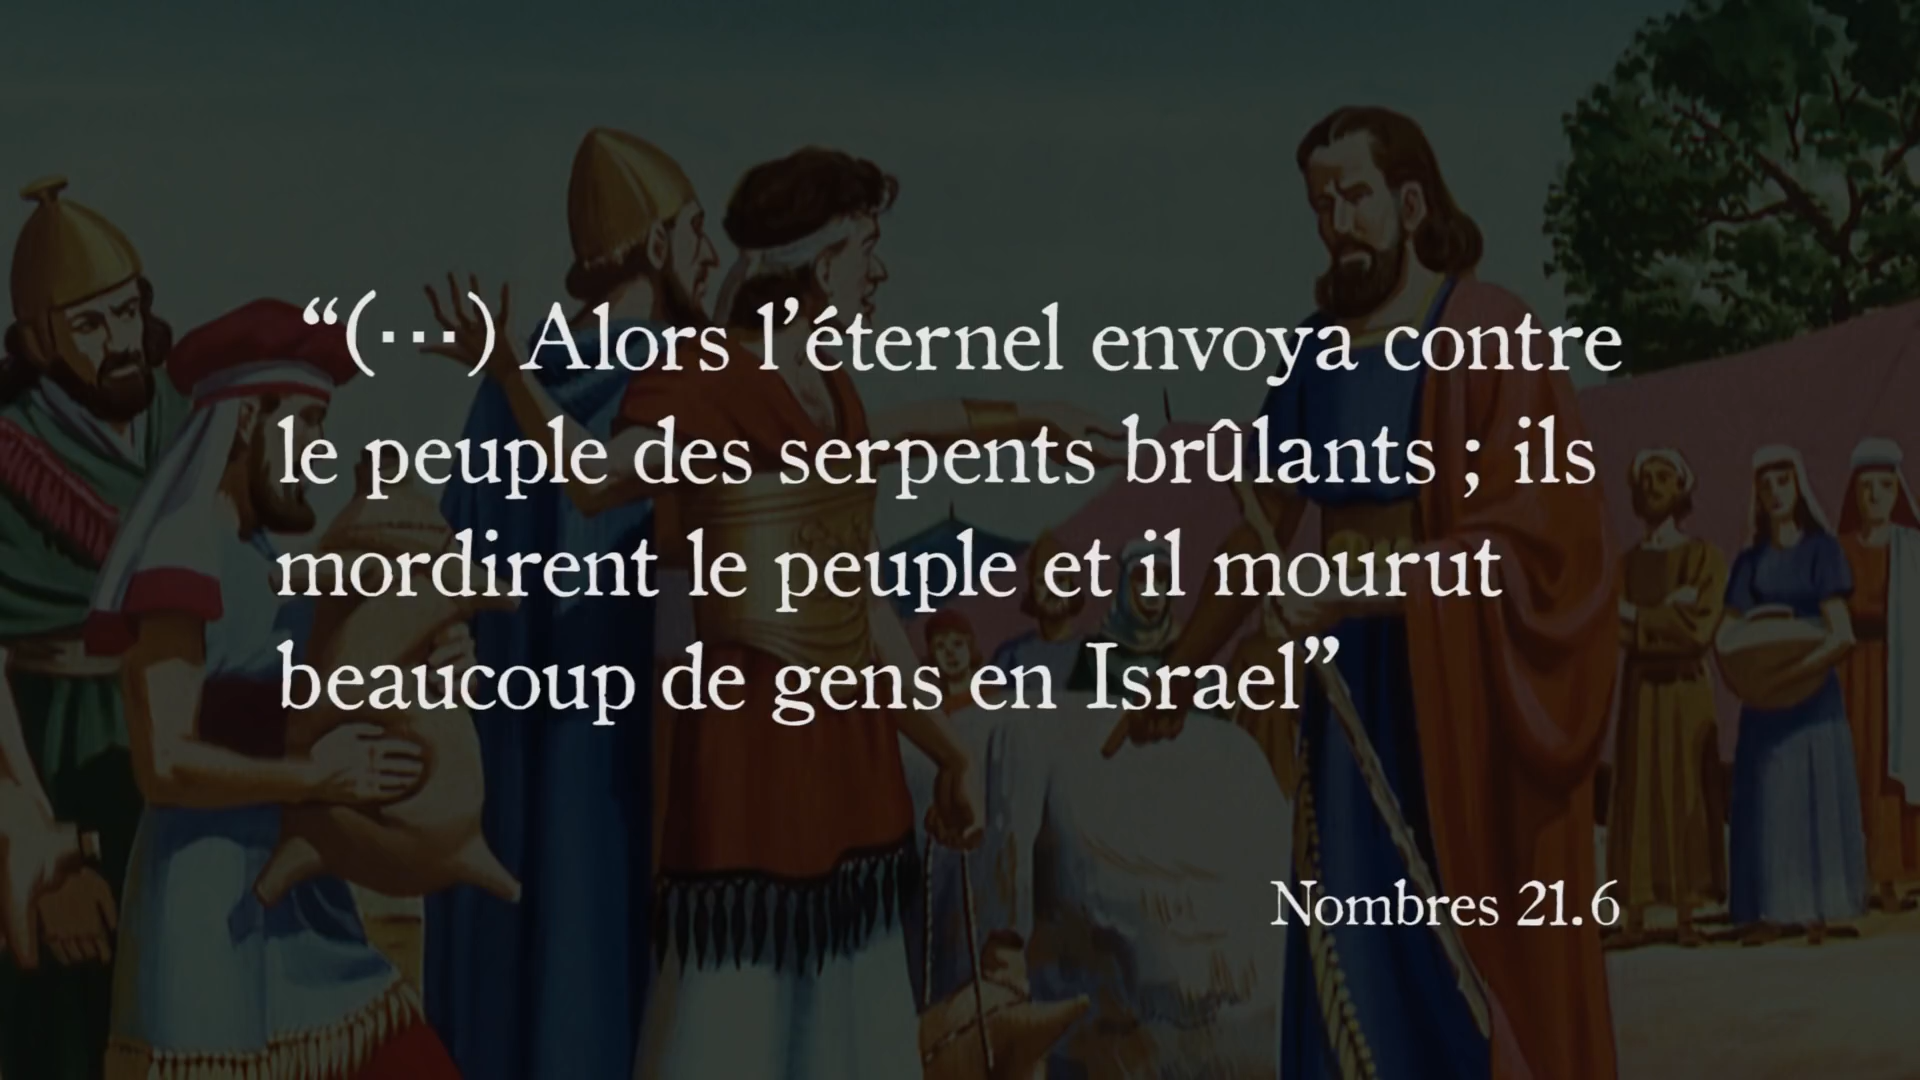 “(...) Alors l’éternel envoya contre
le peuple des serpents brûlants ; ils
mordirent le peuple et il mourut
beaucoup de gens en Israel”
Nombres 21.6